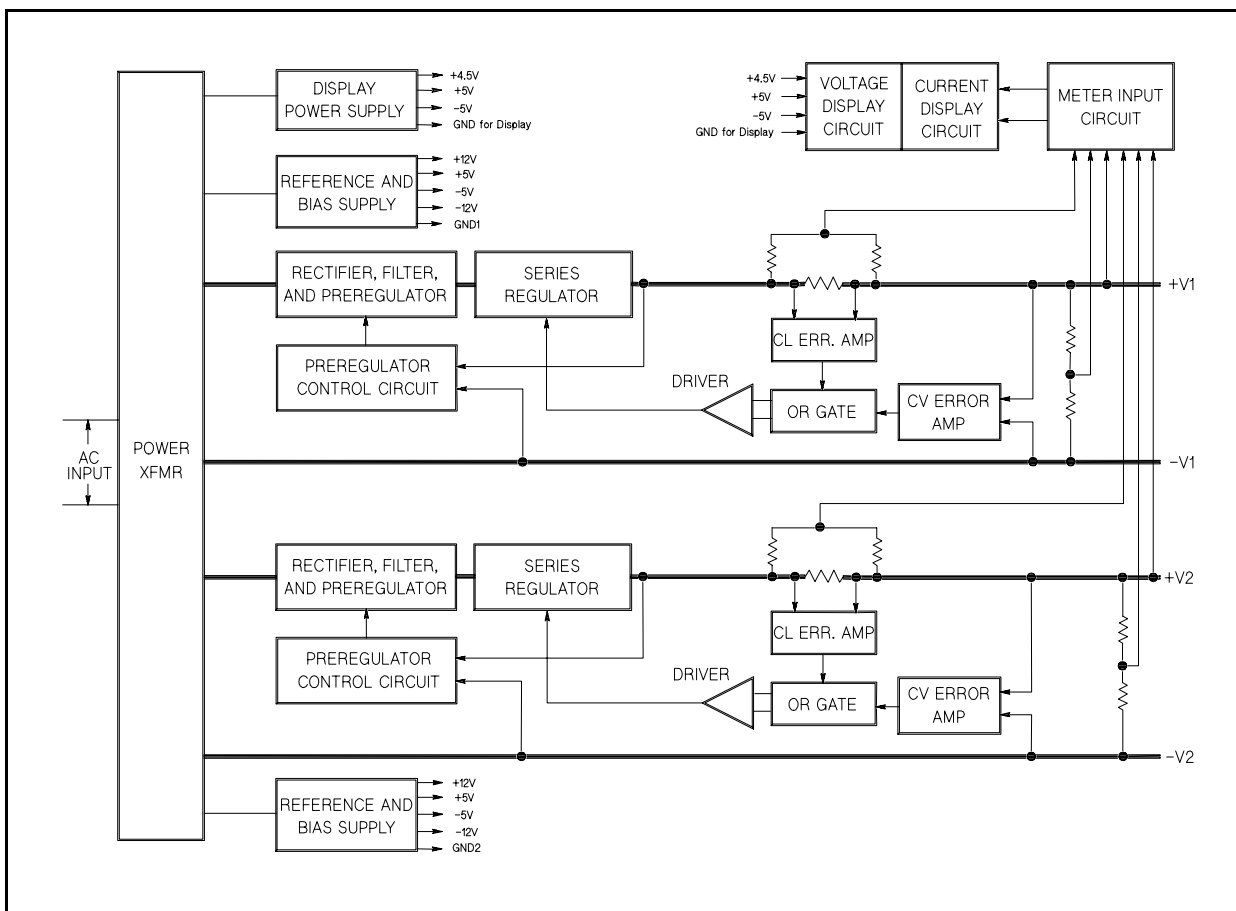 DISPLAY
POWER SUPPLY
+4.5V
+5V
-5V
GND for Display
+4.5V
+5V
-5V
GND for Display
VOLTAGE
DISPLAY
CIRCUIT
CURRENT
DISPLAY
CIRCUIT
METER INPUT
CIRCUIT
REFERENCE AND
BIAS SUPPLY
+12V
+5V
-5V
-12V
GND1
RECTIFIER, FILTER,
AND PREREGULATOR
SERIES
REGULATOR
+V1
PREREGULATOR
CONTROL CIRCUIT
CL ERR. AMP
DRIVER
OR GATE
CV ERROR
AMP
AC
INPUT
POWER
XFMR
-V1
RECTIFIER, FILTER,
AND PREREGULATOR
SERIES
REGULATOR
+V2
PREREGULATOR
CONTROL CIRCUIT
CL ERR. AMP
DRIVER
OR GATE
CV ERROR
AMP
-V2
REFERENCE AND
BIAS SUPPLY
+12V
+5V
-5V
-12V
GND2